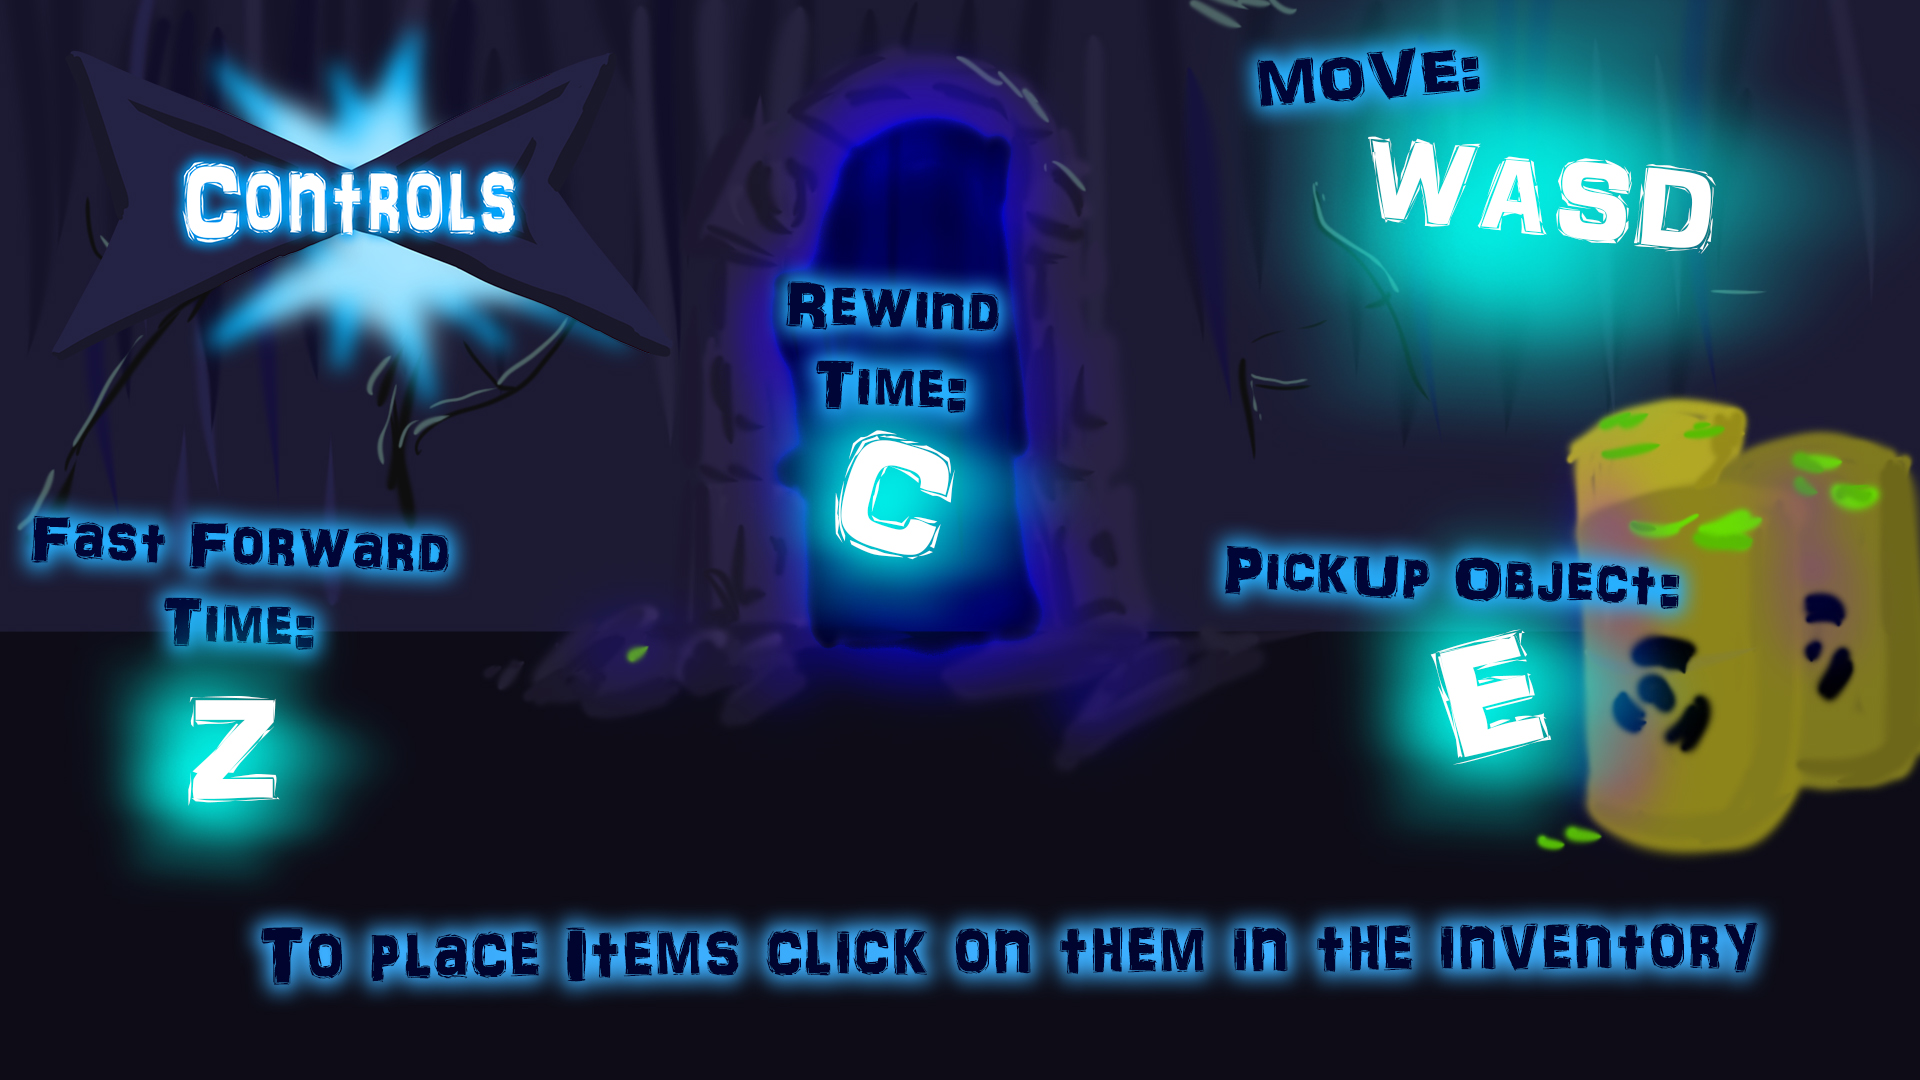 Controls
Move:
WASD
Rewind
Time:
C
Fast Forward
Time:
Z
PickUp Object:
E
To place Items click on them in the inventory